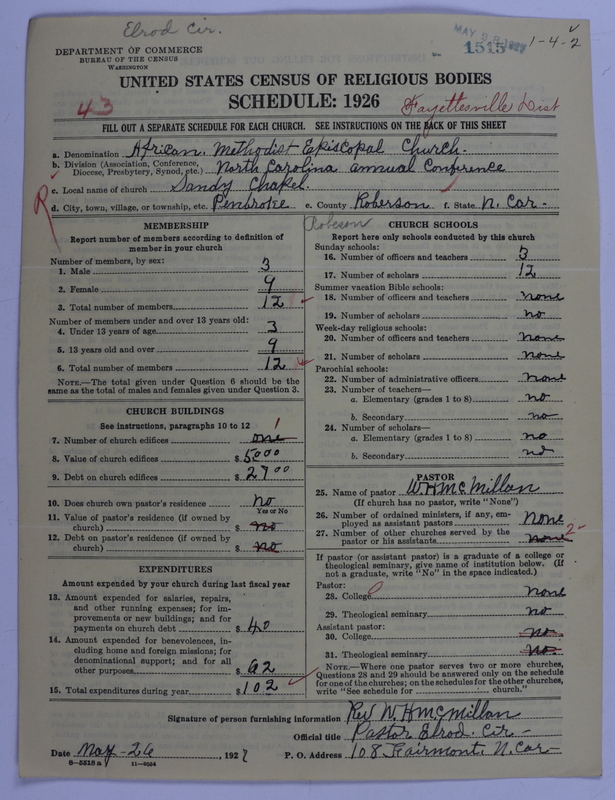 Elrod Cir.
1-4-2
DEPARTMENT OF COMMERCE
BUREAU OF THE CENSUS
WASHINGTON
1515
UNITED STATES CENSUS OF RELIGIOUS BODIES
SCHEDULE: 1926
43
Fayettesville Dist
FILL OUT A SEPARATE SCHEDULE FOR EACH CHURCH. SEE INSTRUCTIONS ON THE BACK OF THIS SHEET
a. Denomination African Methodist Episcopal Church.
b. Division (Association, Conference, Diocese, Presbytery, Synod, etc.) North Carolina annual Conference
c. Local name of church Sandy Chapel.
d. City, town, village, or township, etc. Pembroke e. County Roberson f. State N. Car-
Robeson
MEMBERSHIP
Report number of members according to definition of
member in your church
Number of members, by sex:
1. Male 3
2. Female 9
3. Total number of members 12
Number of members under and over 13 years old:
4. Under 13 years of age 3
5. 13 years old and over 9
6. Total number of members 12
NOTE.—The total given under Question 6 should be the
same as the total of males and females given under Question 3.
CHURCH BUILDINGS
See instructions, paragraphs 10 to 12
7. Number of church edifices one 1
8. Value of church edifices $ 5000
9. Debt on church edifices $ 2700
10. Does church own pastor's residence No
Yes or No
11. Value of pastor's residence (if owned by
church) $ no
12. Debt on pastor's residence (if owned by
church) $ no
EXPENDITURES
Amount expended by your church during last fiscal year
13. Amount expended for salaries, repairs,
and other running expenses; for im-
provements or new buildings; and for
payments on church debt $ 40
14. Amount expended for benevolences, in-
cluding home and foreign missions; for
denominational support; and for all
other purposes $ 62
15. Total expenditures during year $ 102
CHURCH SCHOOLS
Report here only schools conducted by this church
Sunday schools:
16. Number of officers and teachers 3
17. Number of scholars 12
Summer vacation Bible schools:
18. Number of officers and teachers none
19. Number of scholars no
Week-day religious schools:
20. Number of officers and teachers none
21. Number of scholars none
Parochial schools:
22. Number of administrative officers none
23. Number of teachers—
a. Elementary (grades 1 to 8) no
b. Secondary no
24. Number of scholars—
a. Elementary (grades 1 to 8) no
b. Secondary no
PASTOR
25. Name of pastor W.H McMillan
(If church has no pastor, write "None")
26. Number of ordained ministers, if any, em-
ployed as assistant pastors None
27. Number of other churches served by the
pastor or his assistants none 2-
If pastor (or assistant pastor) is a graduate of a college or
theological seminary, give name of institution below. (If
not a graduate, write "No" in the space indicated.)
Pastor:
28. College none
29. Theological seminary no
Assistant pastor:
30. College no.
31. Theological seminary no.
NOTE.—Where one pastor serves two or more churches,
Questions 28 and 29 should be answered only on the schedule
for one of the churches; on the schedules for the other churches,
write "See schedule for church."
Signature of person furnishing information Rev W. H McMillan
Official title Pastor Elrod. Cir-
Date May-26 , 1927 P. O. Address 108 Fairmont, N. Car-
8-5518 a 11-9054